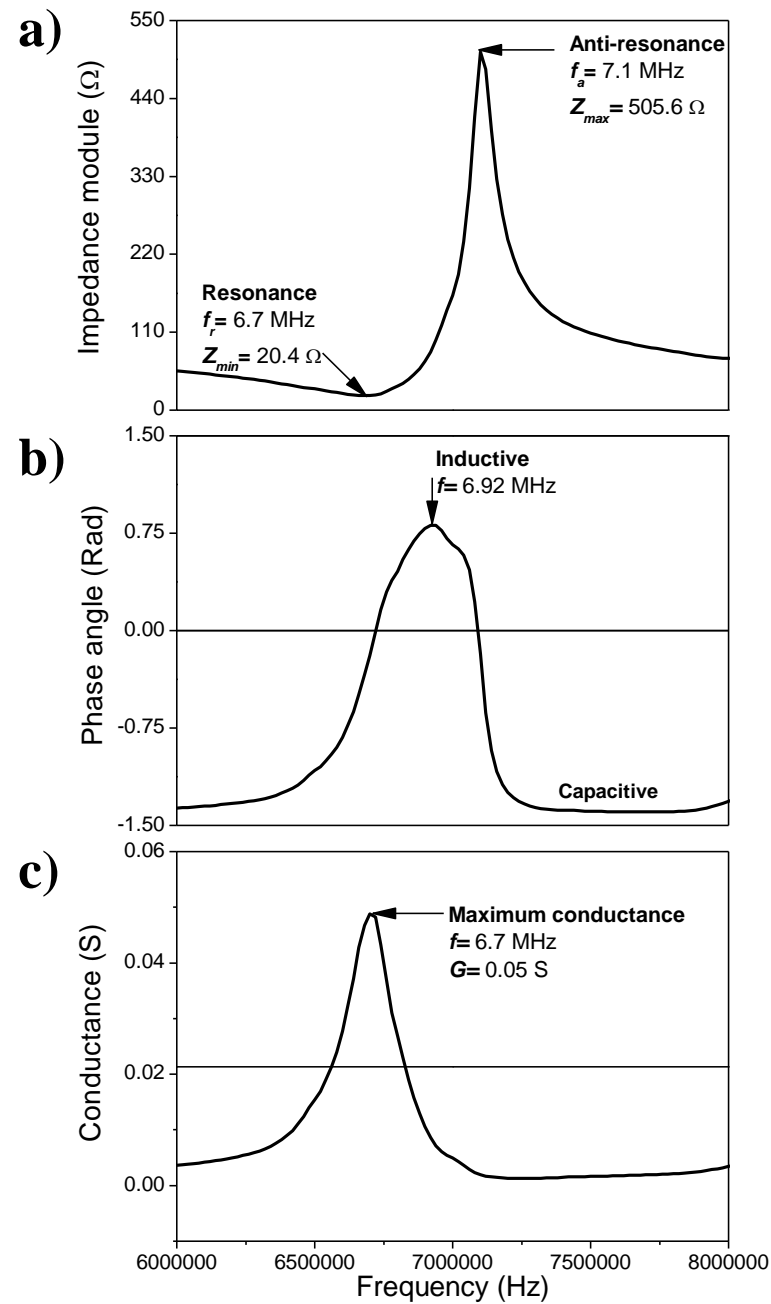 a)
550
440
330
220
110
0
Impedance module (Ω)
Anti-resonance
fa= 7.1 MHz
Zmax= 505.6 Ω
Resonance
fr= 6.7 MHz
Zmin= 20.4 Ω
b)
1.50
0.75
0.00
-0.75
-1.50
Phase angle (Rad)
Inductive
f= 6.92 MHz
Capacitive
c)
0.06
0.04
0.02
0.00
Conductance (S)
Maximum conductance
f= 6.7 MHz
G= 0.05 S
6000000 6500000 7000000 7500000 8000000
Frequency (Hz)